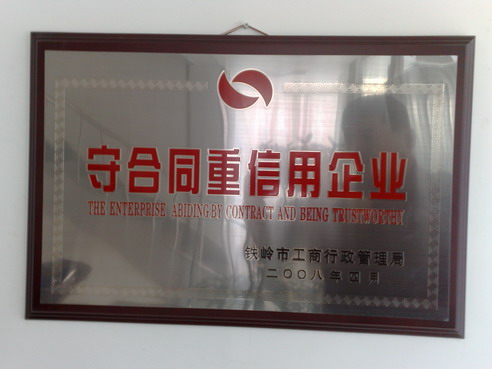 守合同重信用企业
THE ENTERPRISE ABIDING BY CONTRACT AND BEING TRUSTWORTHY
铁岭市工商行政管理局
二〇〇八年四月